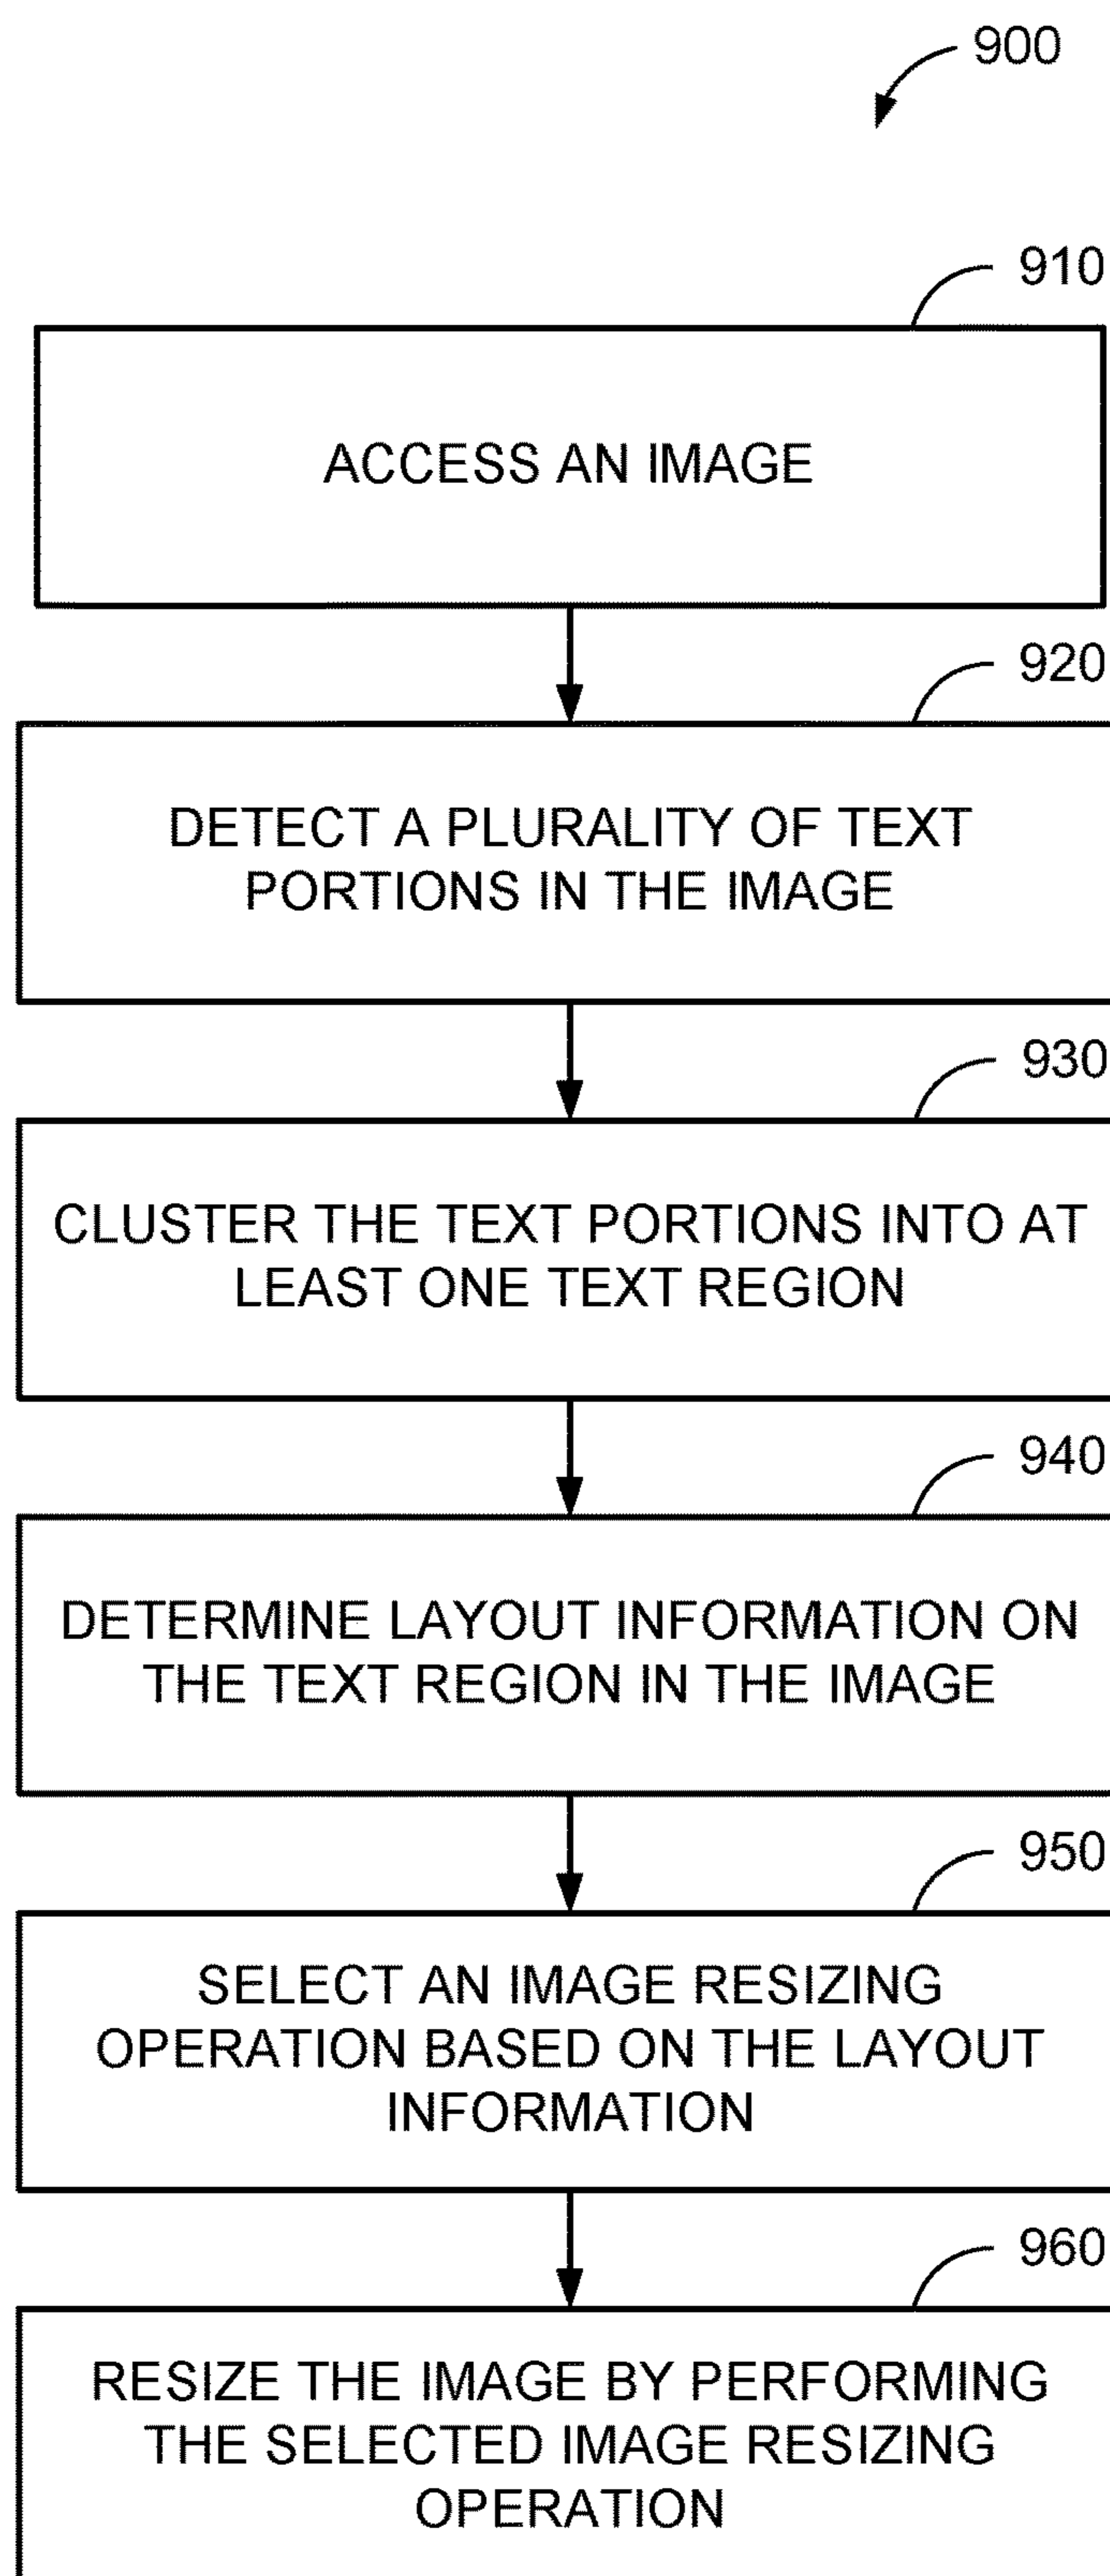 900
910
ACCESS AN IMAGE
920
DETECT A PLURALITY OF TEXT
PORTIONS IN THE IMAGE
930
CLUSTER THE TEXT PORTIONS INTO AT
LEAST ONE TEXT REGION
940
DETERMINE LAYOUT INFORMATION ON
THE TEXT REGION IN THE IMAGE
950
SELECT AN IMAGE RESIZING
OPERATION BASED ON THE LAYOUT
INFORMATION
960
RESIZE THE IMAGE BY PERFORMING
THE SELECTED IMAGE RESIZING
OPERATION